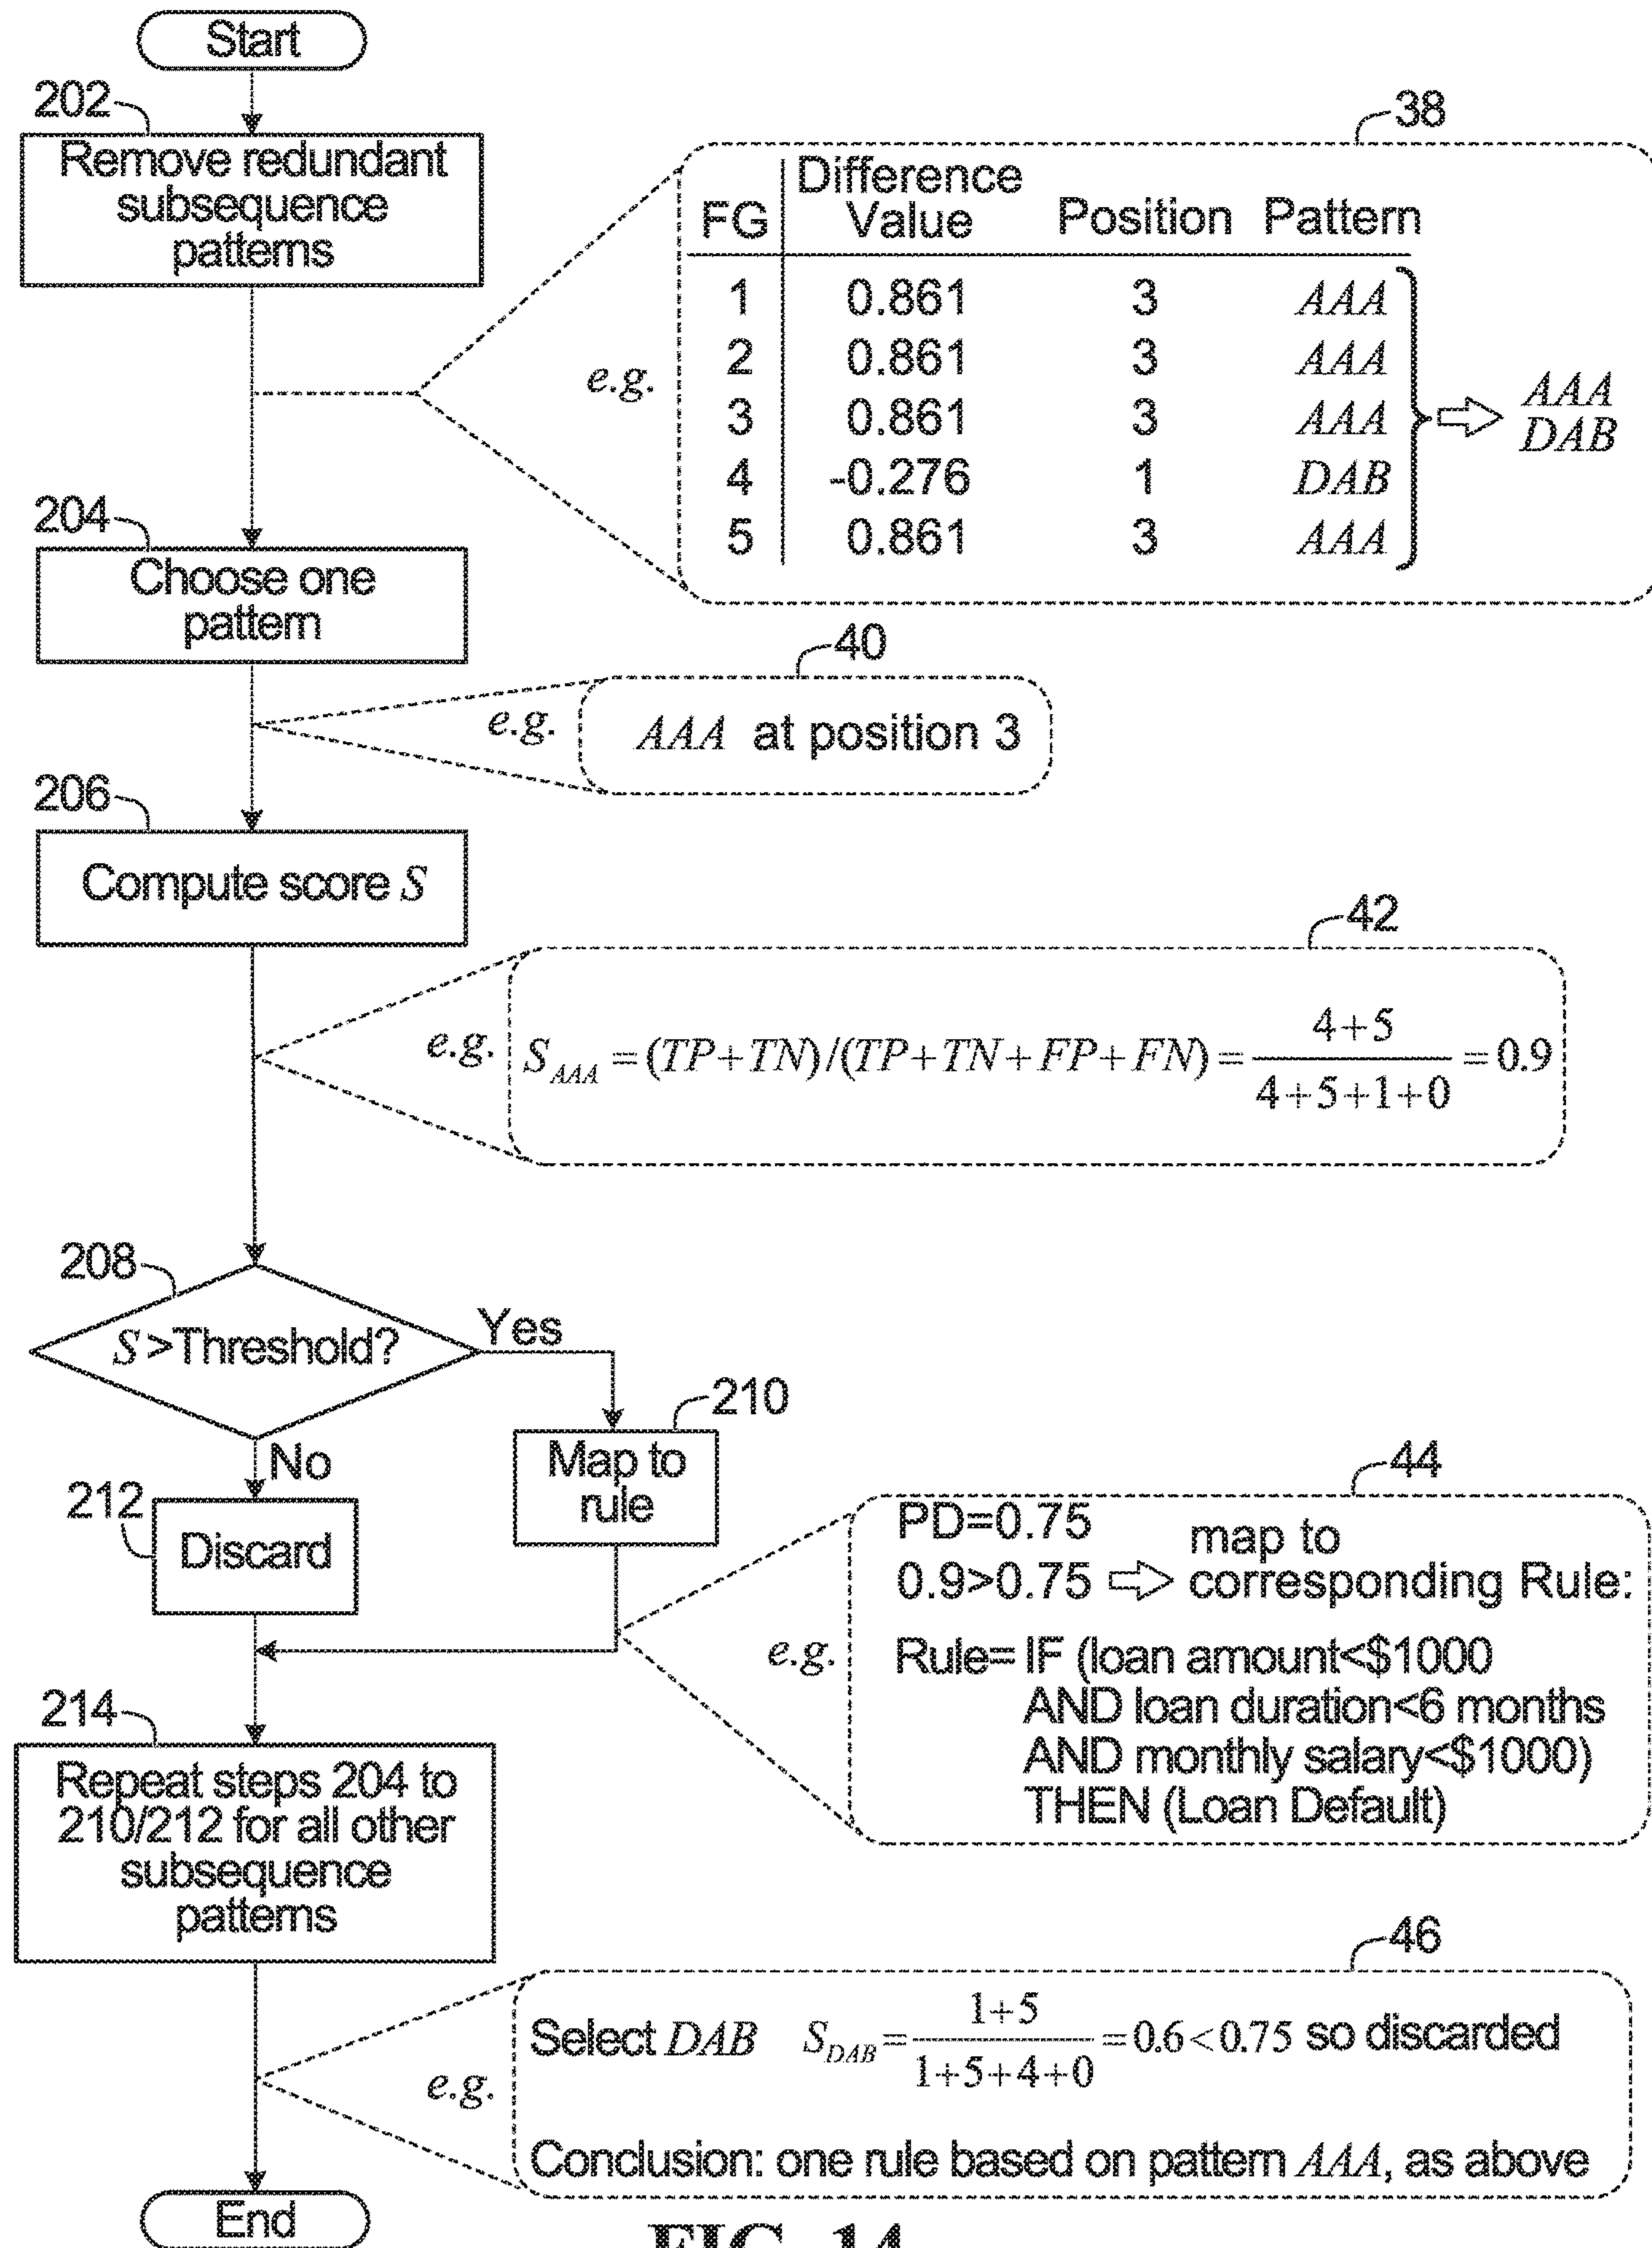 Start
202
Remove redundant
subsequence
patterns
38
FG Difference Value Position Pattern
1 0.861 3 AAA
2 0.861 3 AAA
3 0.861 3 AAA
4 -0.276 1 DAB
5 0.861 3 AAA
e.g.
AAA
DAB
204
Choose one
pattern
40
e.g. AAA at position 3
206
Compute score S
42
e.g. S_AAA = (TP+TN)/(TP+TN+FP+FN) = (4+5)/(4+5+1+0) = 0.9
208
S >Threshold?
Yes
No
210
Map to
rule
212
Discard
44
PD=0.75
0.9>0.75 ⇨ map to
corresponding Rule:
e.g.
Rule= IF (loan amount<$1000
AND loan duration<6 months
AND monthly salary<$1000)
THEN (Loan Default)
214
Repeat steps 204 to
210/212 for all other
subsequence
patterns
46
e.g.
Select DAB S_DAB = (1+5)/(1+5+4+0) = 0.6 < 0.75 so discarded
Conclusion: one rule based on pattern AAA, as above
End
FIG. 14